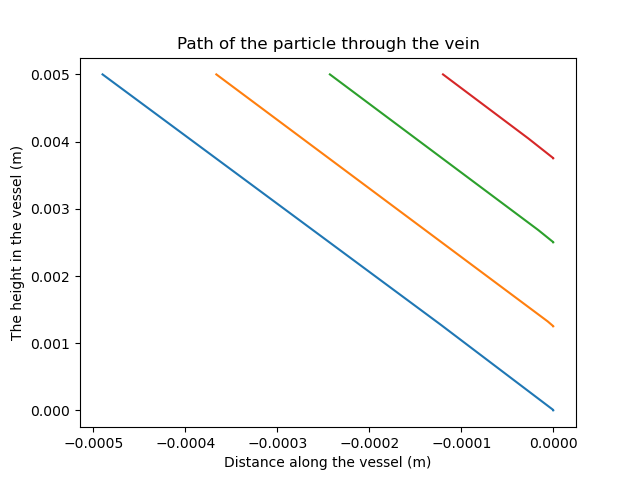 Path of the particle through the vein
The height in the vessel (m)
0.005
0.004
0.003
0.002
0.001
0.000
−0.0005 −0.0004 −0.0003 −0.0002 −0.0001 0.0000
Distance along the vessel (m)